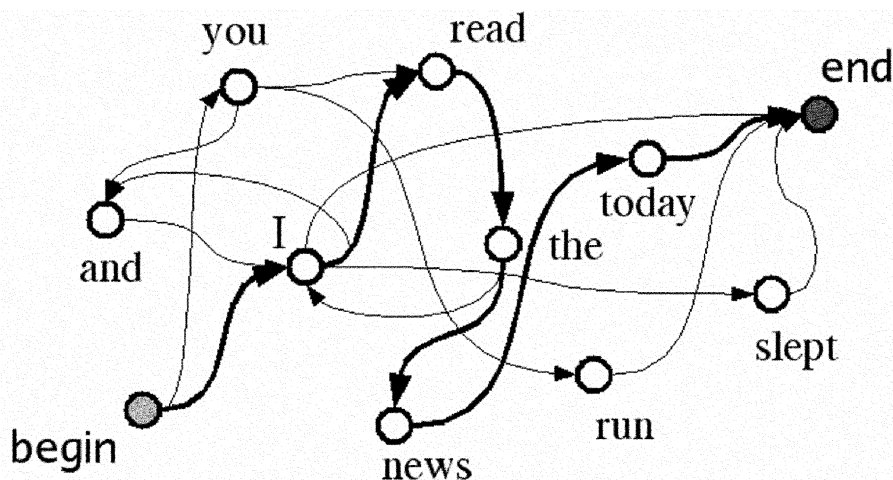 you
read
end
today
I
the
and
slept
begin
run
news